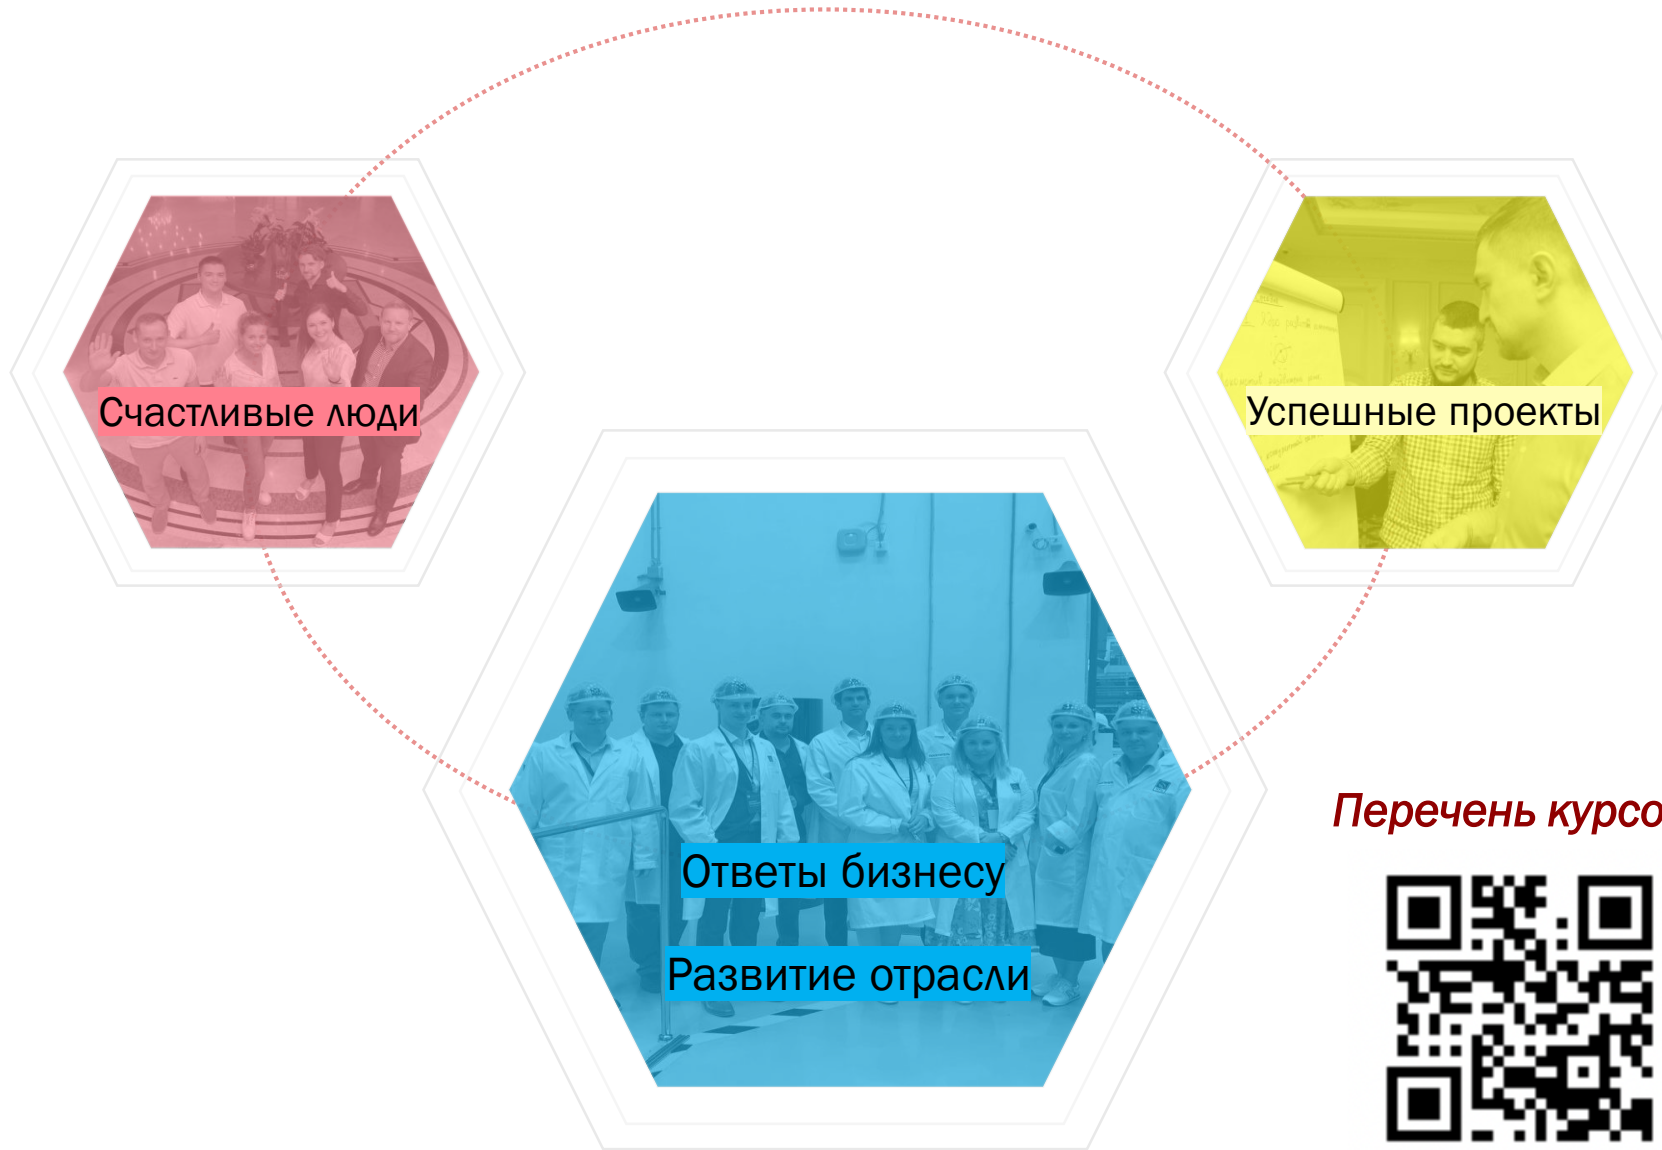 Счастливые люди
Успешные проекты
Ответы бизнесу
Развитие отрасли
Перечень курсо